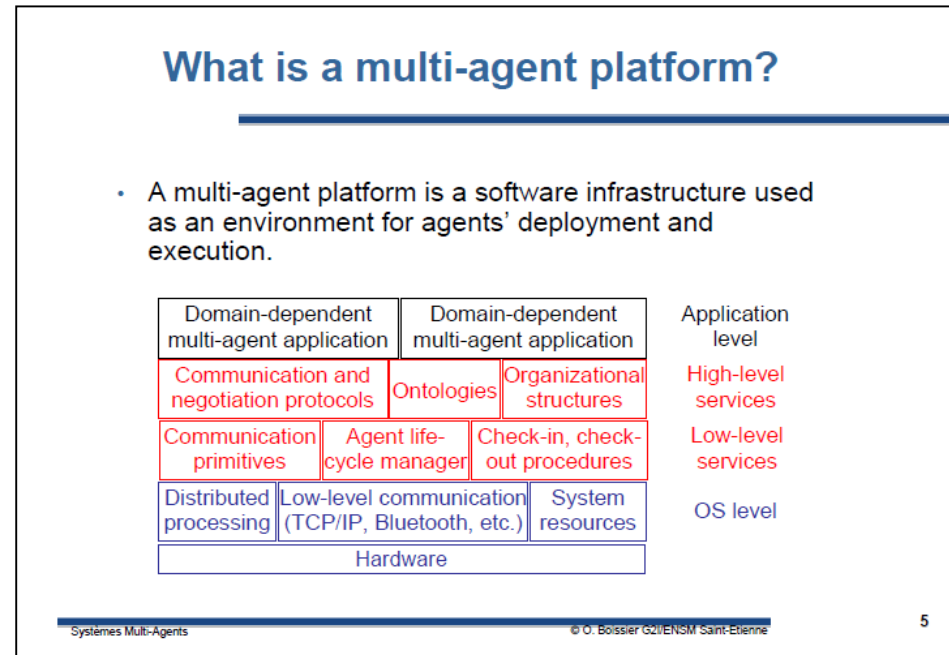 What is a multi-agent platform?
• A multi-agent platform is a software infrastructure used
as an environment for agents' deployment and
execution.
Domain-dependent
multi-agent application
Domain-dependent
multi-agent application
Application
level
Communication and
negotiation protocols
Ontologies
Organizational
structures
High-level
services
Communication
primitives
Agent life-
cycle manager
Check-in, check-
out procedures
Low-level
services
Distributed
processing
Low-level communication
(TCP/IP, Bluetooth, etc.)
System
resources
OS level
Hardware
Systèmes Multi-Agents
© O. Boissier G2I/ENSM Saint-Etienne
5